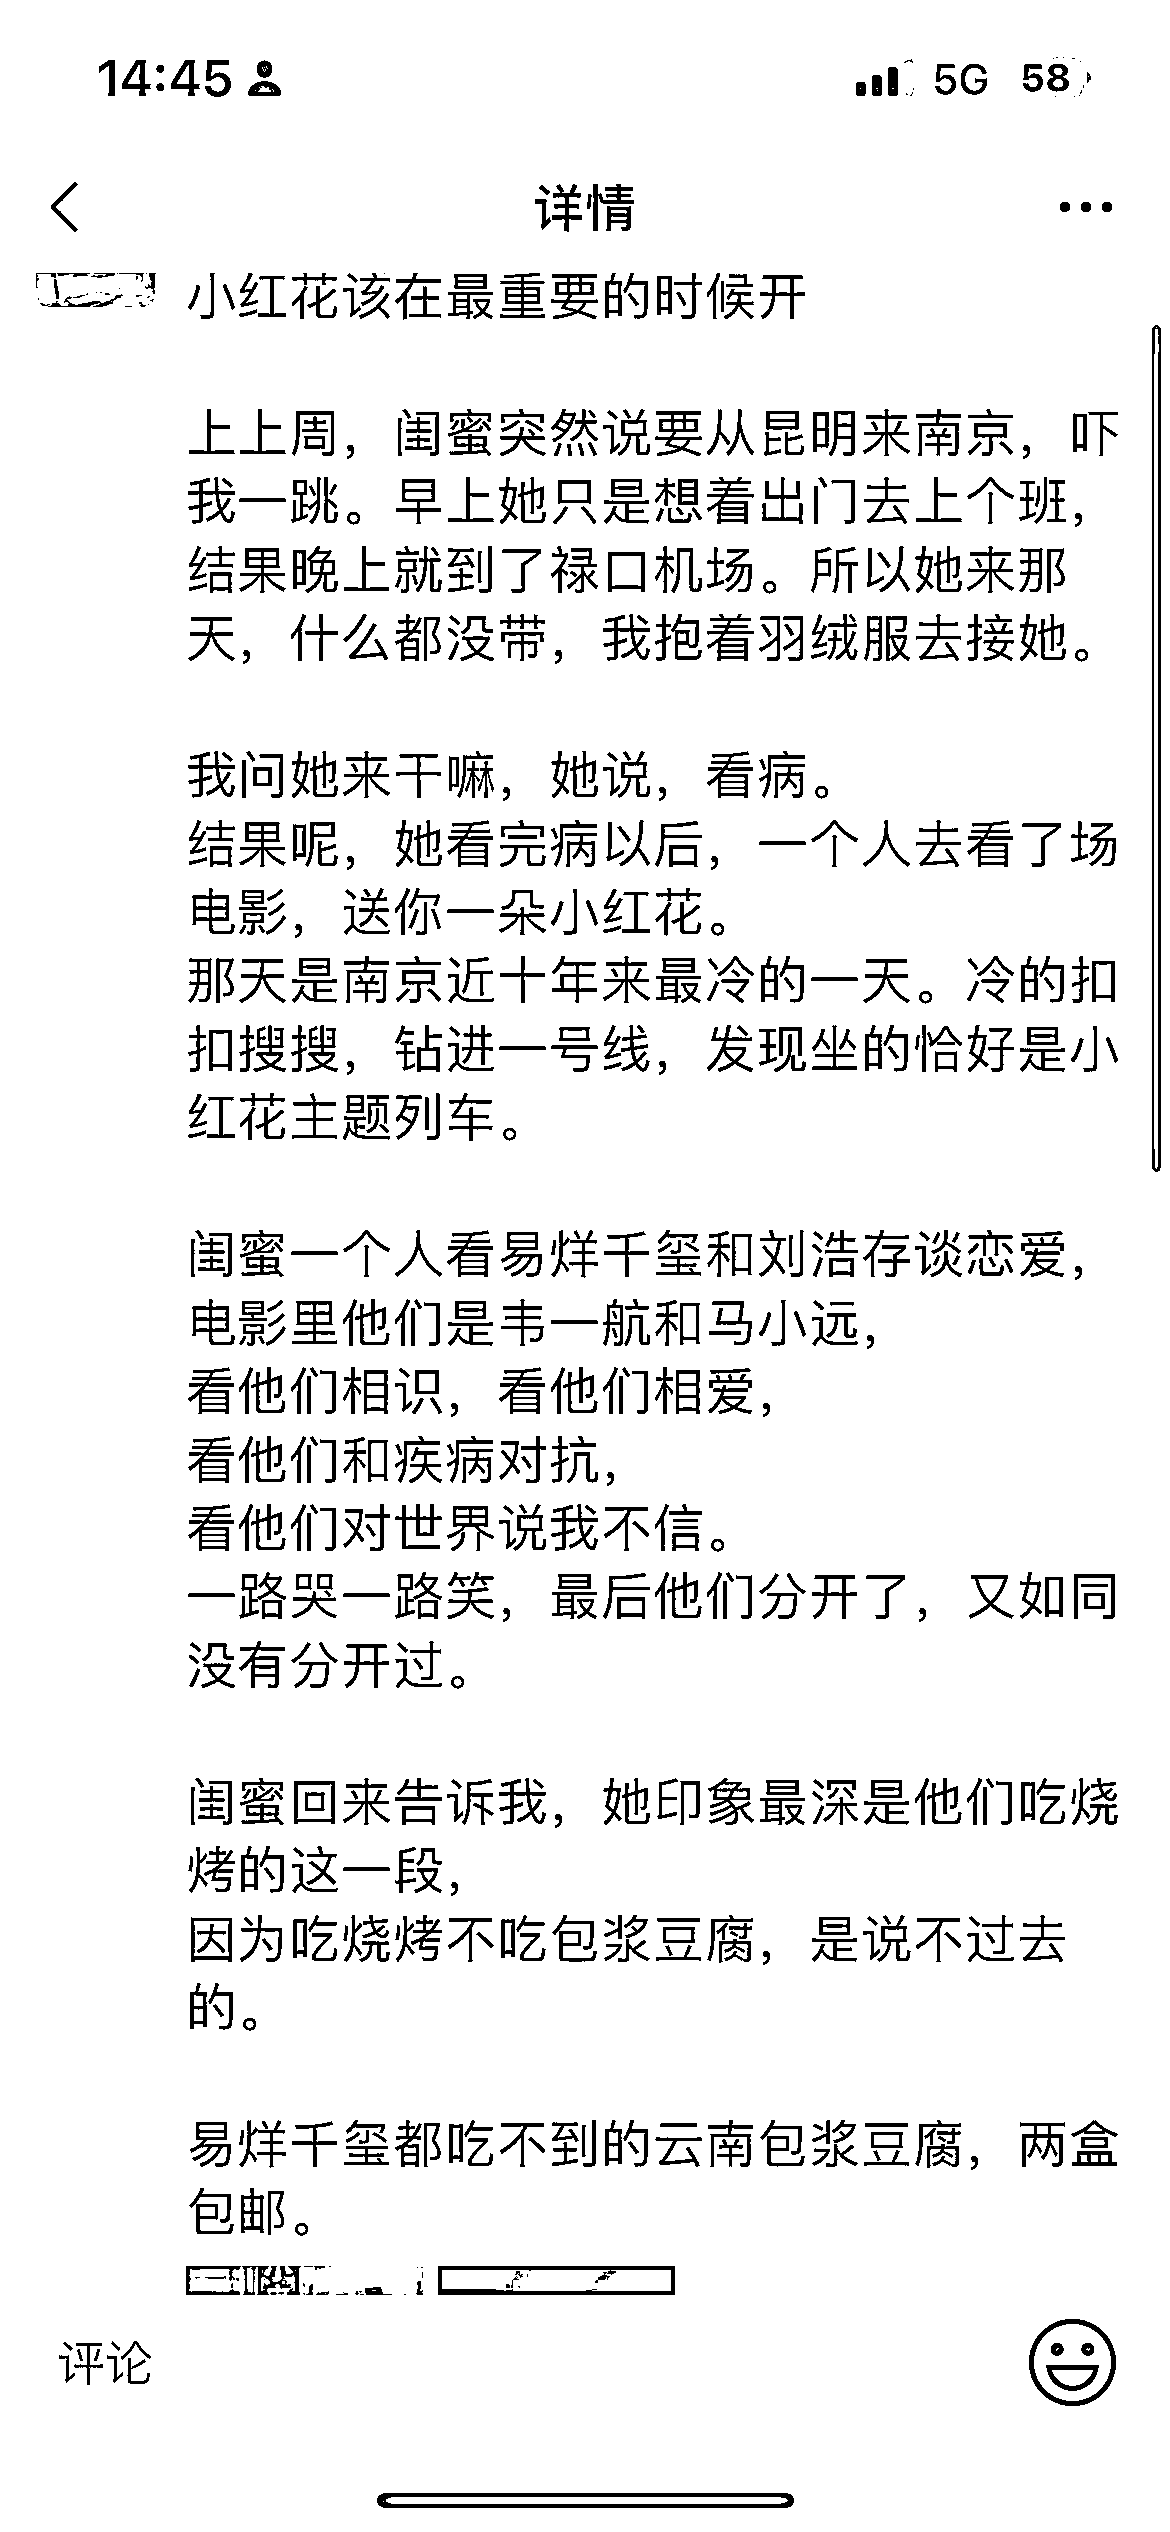 14:45
5G
58
详情
小红花该在最重要的时候开
上上周，闺蜜突然说要从昆明来南京，吓
我一跳。早上她只是想着出门去上个班，
结果晚上就到了禄口机场。所以她来那
天，什么都没带，我抱着羽绒服去接她。
我问她来干嘛，她说，看病。
结果呢，她看完病以后，一个人去看了场
电影，送你一朵小红花。
那天是南京近十年来最冷的一天。冷的扣
扣搜搜，钻进一号线，发现坐的恰好是小
红花主题列车。
闺蜜一个人看易烊千玺和刘浩存谈恋爱，
电影里他们是韦一航和马小远，
看他们相识，看他们相爱，
看他们和疾病对抗，
看他们对世界说我不信。
一路哭一路笑，最后他们分开了，又如同
没有分开过。
闺蜜回来告诉我，她印象最深是他们吃烧
烤的这一段，
因为吃烧烤不吃包浆豆腐，是说不过去
的。
易烊千玺都吃不到的云南包浆豆腐，两盒
包邮。
评论